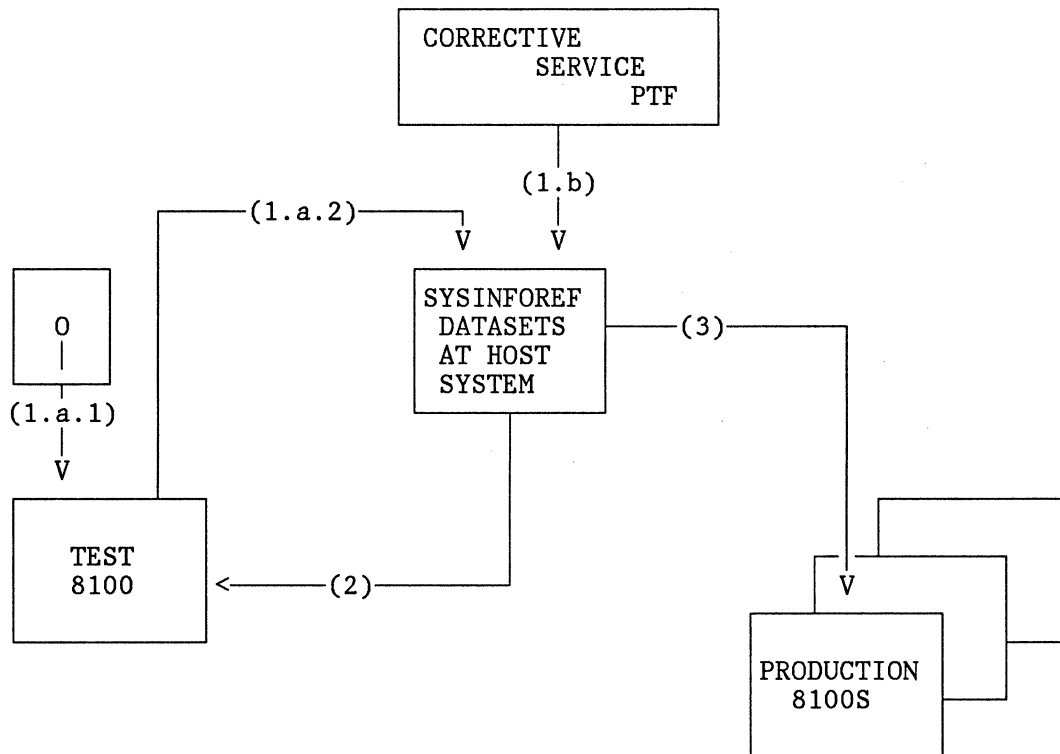 CORRECTIVE
SERVICE
PTF
(1.b)
(1.a.2)
V V
SYSINFOREF
DATASETS
AT HOST
SYSTEM
(3)
O
(1.a.1)
V
TEST
8100
<
(2)
V
PRODUCTION
8100S